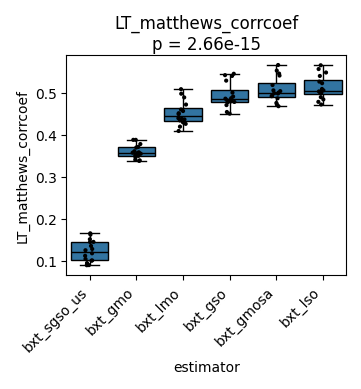 LT_matthews_corrcoef
p = 2.66e-15
LT_matthews_corrcoef
0.5
0.4
0.3
0.2
0.1
bxt_sgso_us
bxt_gmo
bxt_lmo
bxt_gso
bxt_gmosa
bxt_lso
estimator